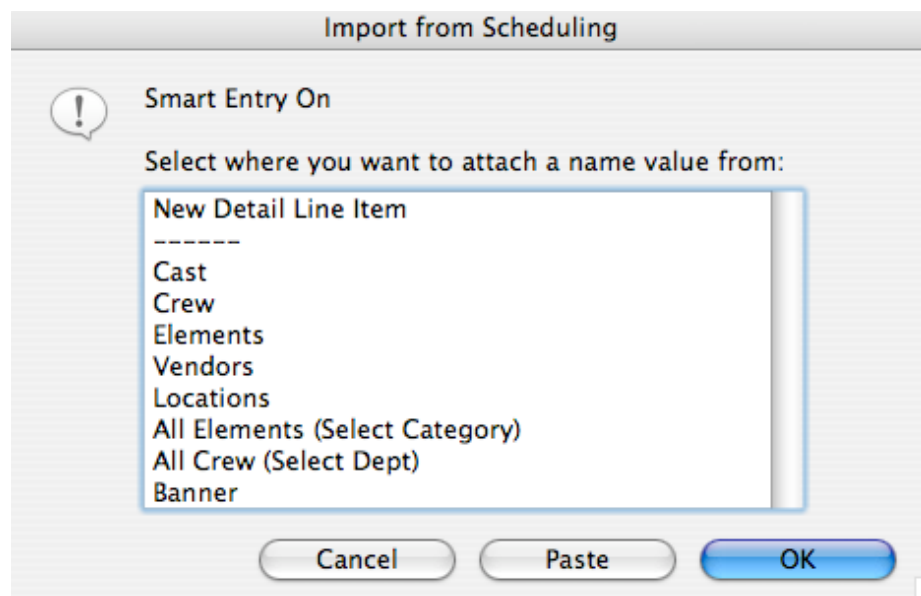 Import from Scheduling
Smart Entry On
Select where you want to attach a name value from:
New Detail Line Item
------
Cast
Crew
Elements
Vendors
Locations
All Elements (Select Category)
All Crew (Select Dept)
Banner
Cancel Paste OK